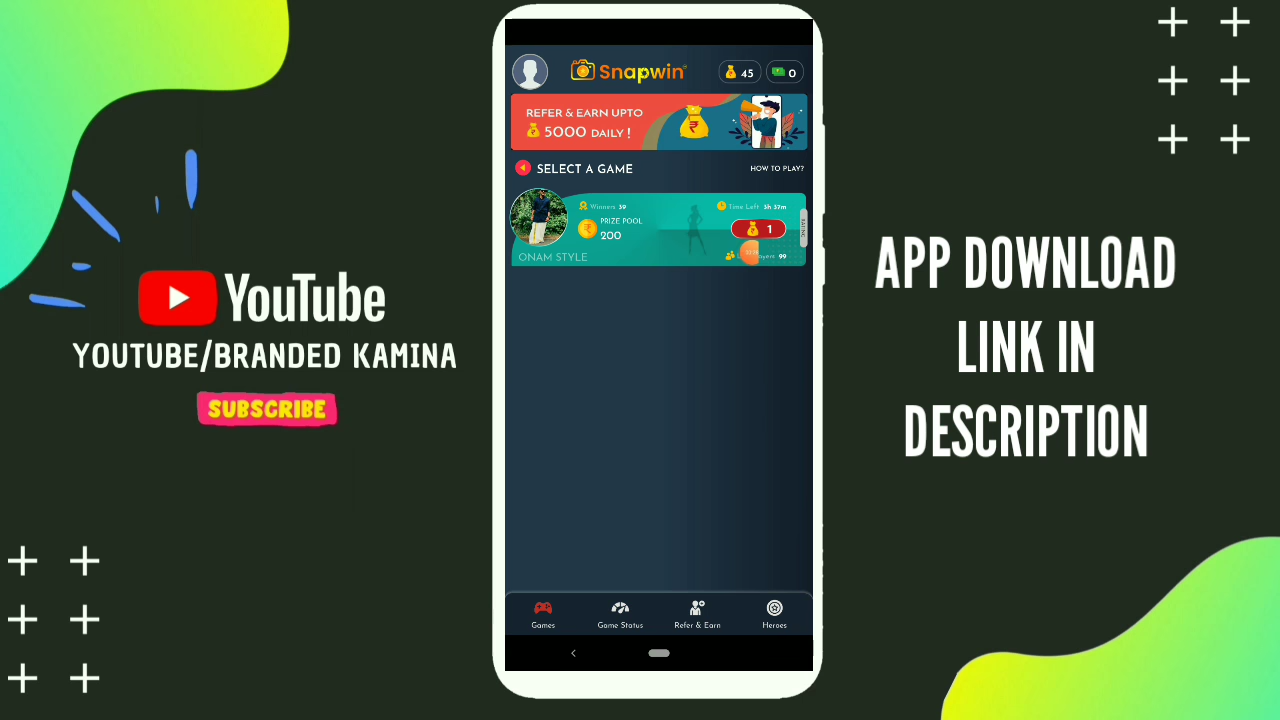 YouTube
YOUTUBE/BRANDED KAMINA
SUBSCRIBE
Snapwin
45
0
REFER & EARN UPTO
5000 DAILY !
SELECT A GAME
HOW TO PLAY?
Winners 39
Time Left 3h 57m
PRIZE POOL
200
1
99
ONAM STYLE
Games
Game Status
Refer & Earn
Heroes
APP DOWNLOAD
LINK IN
DESCRIPTION